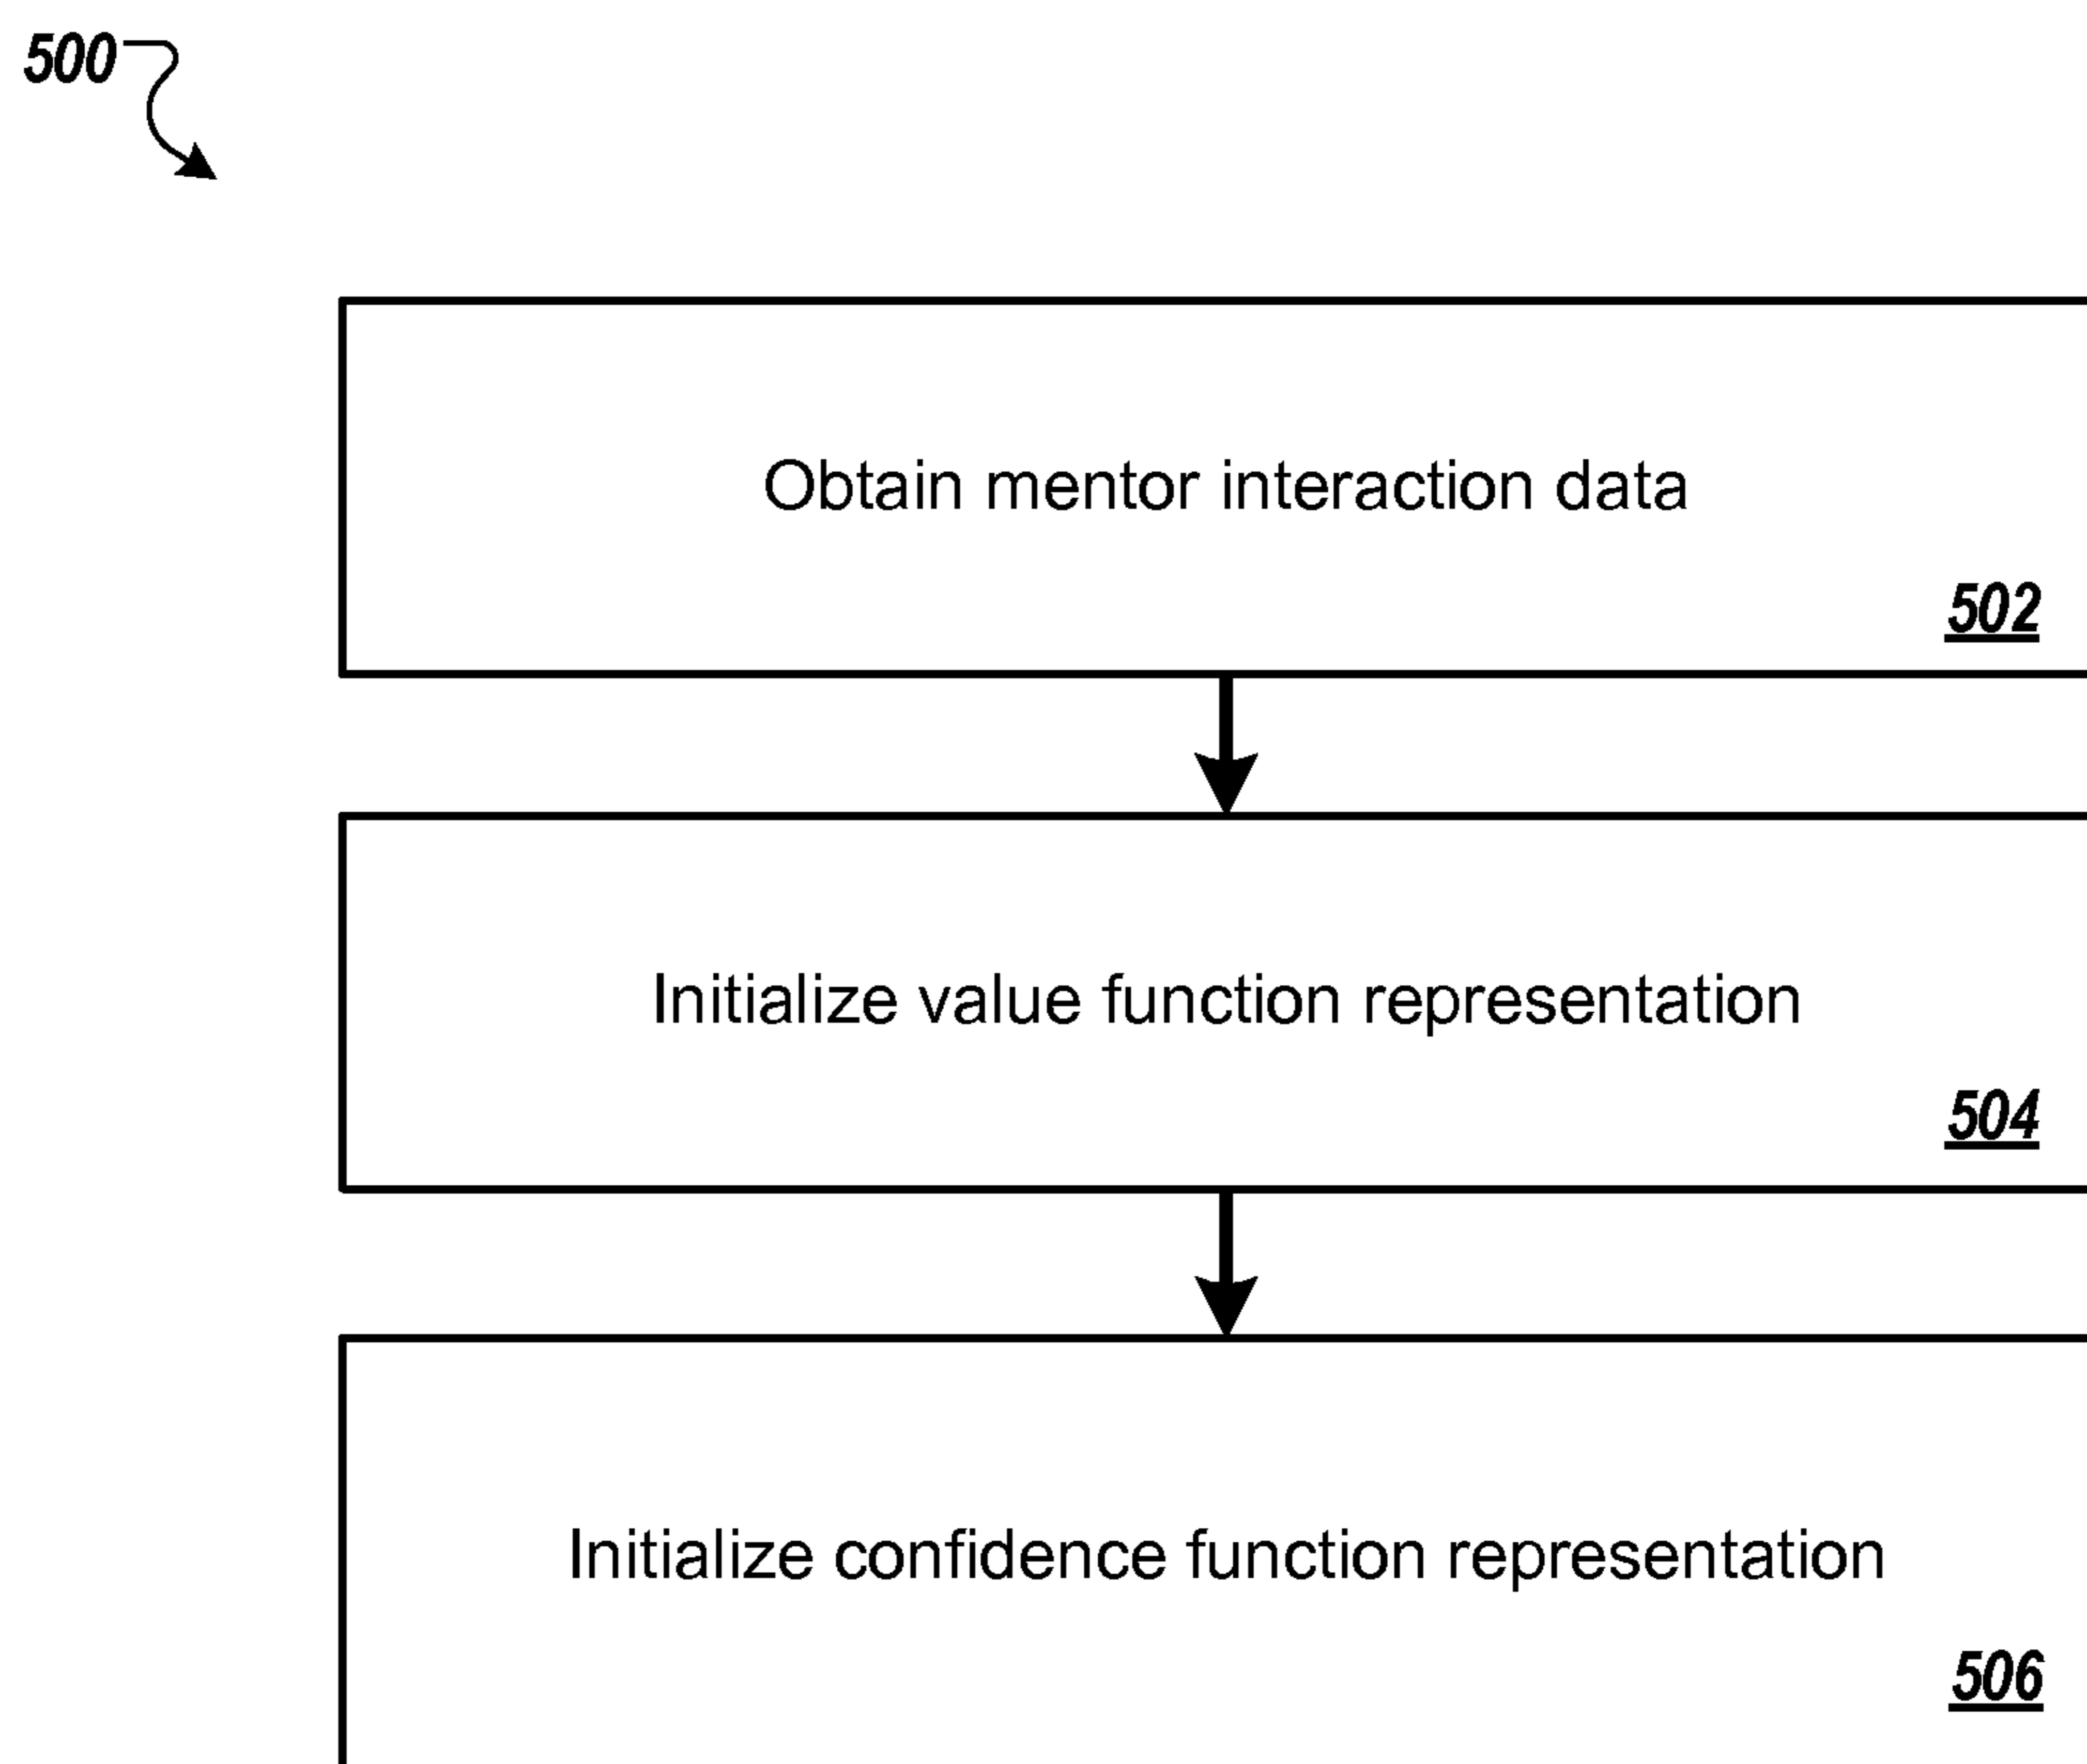 500
Obtain mentor interaction data
502
Initialize value function representation
504
Initialize confidence function representation
506